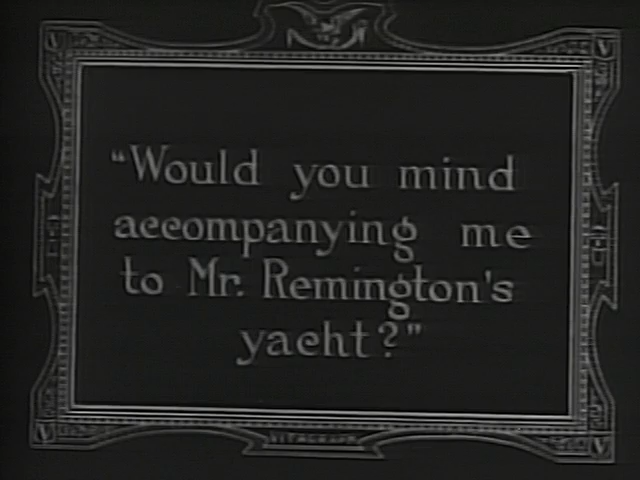 “Would you mind
accompanying me
to Mr. Remington's
yacht?”
VITAGRAPH